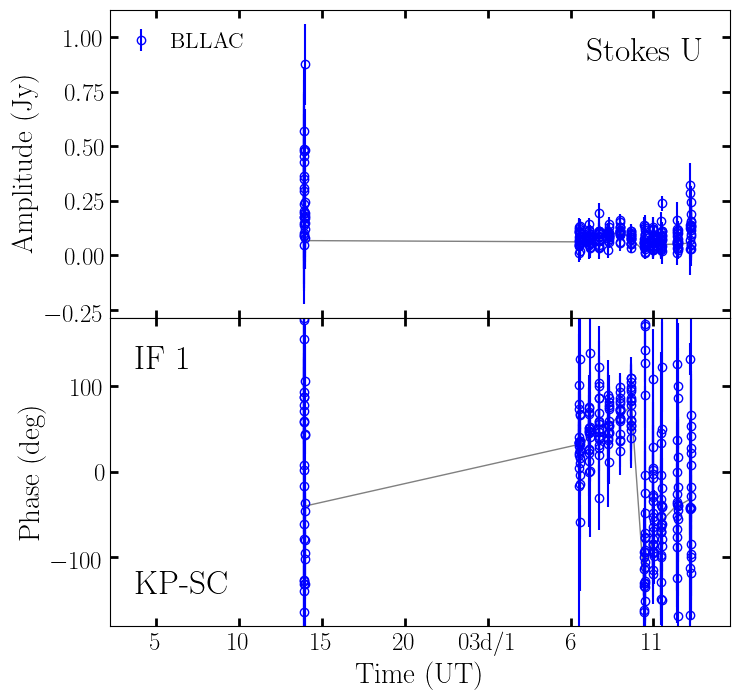 1.00
BLLAC
Stokes U
0.75
0.50
0.25
0.00
−0.25
Amplitude (Jy)
IF 1
100
0
−100
Phase (deg)
KP-SC
5 10 15 20 03d/1 6 11
Time (UT)